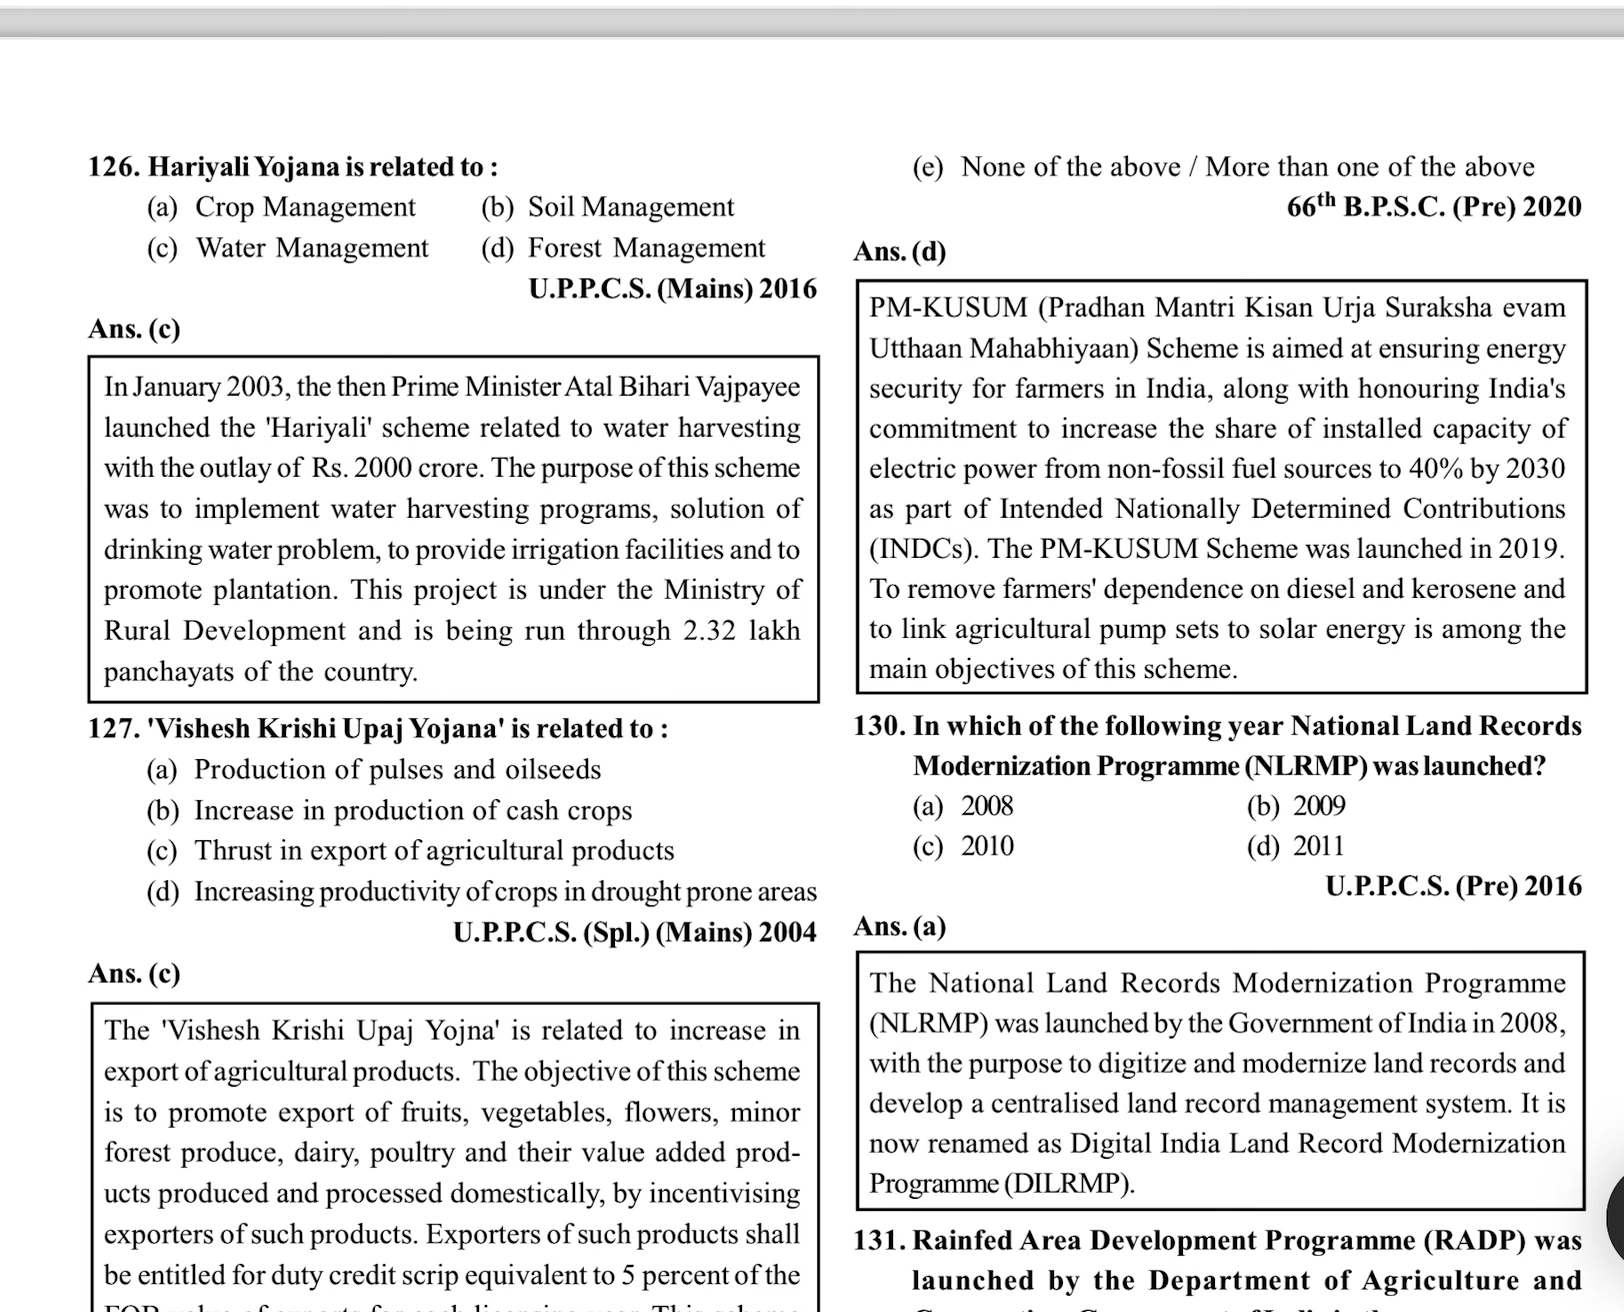 126. Hariyali Yojana is related to :
(a) Crop Management (b) Soil Management
(c) Water Management (d) Forest Management
U.P.P.C.S. (Mains) 2016
Ans. (c)
In January 2003, the then Prime Minister Atal Bihari Vajpayee
launched the 'Hariyali' scheme related to water harvesting
with the outlay of Rs. 2000 crore. The purpose of this scheme
was to implement water harvesting programs, solution of
drinking water problem, to provide irrigation facilities and to
promote plantation. This project is under the Ministry of
Rural Development and is being run through 2.32 lakh
panchayats of the country.
127. 'Vishesh Krishi Upaj Yojana' is related to :
(a) Production of pulses and oilseeds
(b) Increase in production of cash crops
(c) Thrust in export of agricultural products
(d) Increasing productivity of crops in drought prone areas
U.P.P.C.S. (Spl.) (Mains) 2004
Ans. (c)
The 'Vishesh Krishi Upaj Yojna' is related to increase in
export of agricultural products. The objective of this scheme
is to promote export of fruits, vegetables, flowers, minor
forest produce, dairy, poultry and their value added prod-
ucts produced and processed domestically, by incentivising
exporters of such products. Exporters of such products shall
be entitled for duty credit scrip equivalent to 5 percent of the
(e) None of the above / More than one of the above
66th B.P.S.C. (Pre) 2020
Ans. (d)
PM-KUSUM (Pradhan Mantri Kisan Urja Suraksha evam
Utthaan Mahabhiyaan) Scheme is aimed at ensuring energy
security for farmers in India, along with honouring India's
commitment to increase the share of installed capacity of
electric power from non-fossil fuel sources to 40% by 2030
as part of Intended Nationally Determined Contributions
(INDCs). The PM-KUSUM Scheme was launched in 2019.
To remove farmers' dependence on diesel and kerosene and
to link agricultural pump sets to solar energy is among the
main objectives of this scheme.
130. In which of the following year National Land Records
Modernization Programme (NLRMP) was launched?
(a) 2008 (b) 2009
(c) 2010 (d) 2011
U.P.P.C.S. (Pre) 2016
Ans. (a)
The National Land Records Modernization Programme
(NLRMP) was launched by the Government of India in 2008,
with the purpose to digitize and modernize land records and
develop a centralised land record management system. It is
now renamed as Digital India Land Record Modernization
Programme (DILRMP).
131. Rainfed Area Development Programme (RADP) was
launched by the Department of Agriculture and